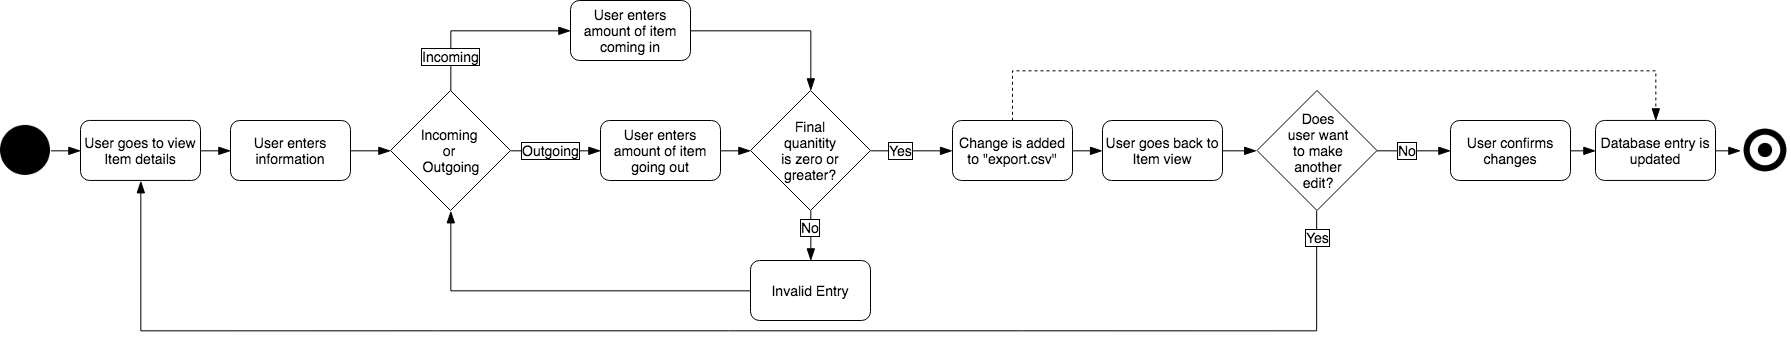 User enters
amount of item
coming in
Incoming
User goes to view
Item details
User enters
information
Incoming
or
Outgoing
Outgoing
User enters
amount of item
going out
Final
quanitity
is zero or
greater?
Yes
Change is added
to "export.csv"
User goes back to
Item view
Does
user want
to make
another
edit?
No
User confirms
changes
Database entry is
updated
No
Yes
Invalid Entry